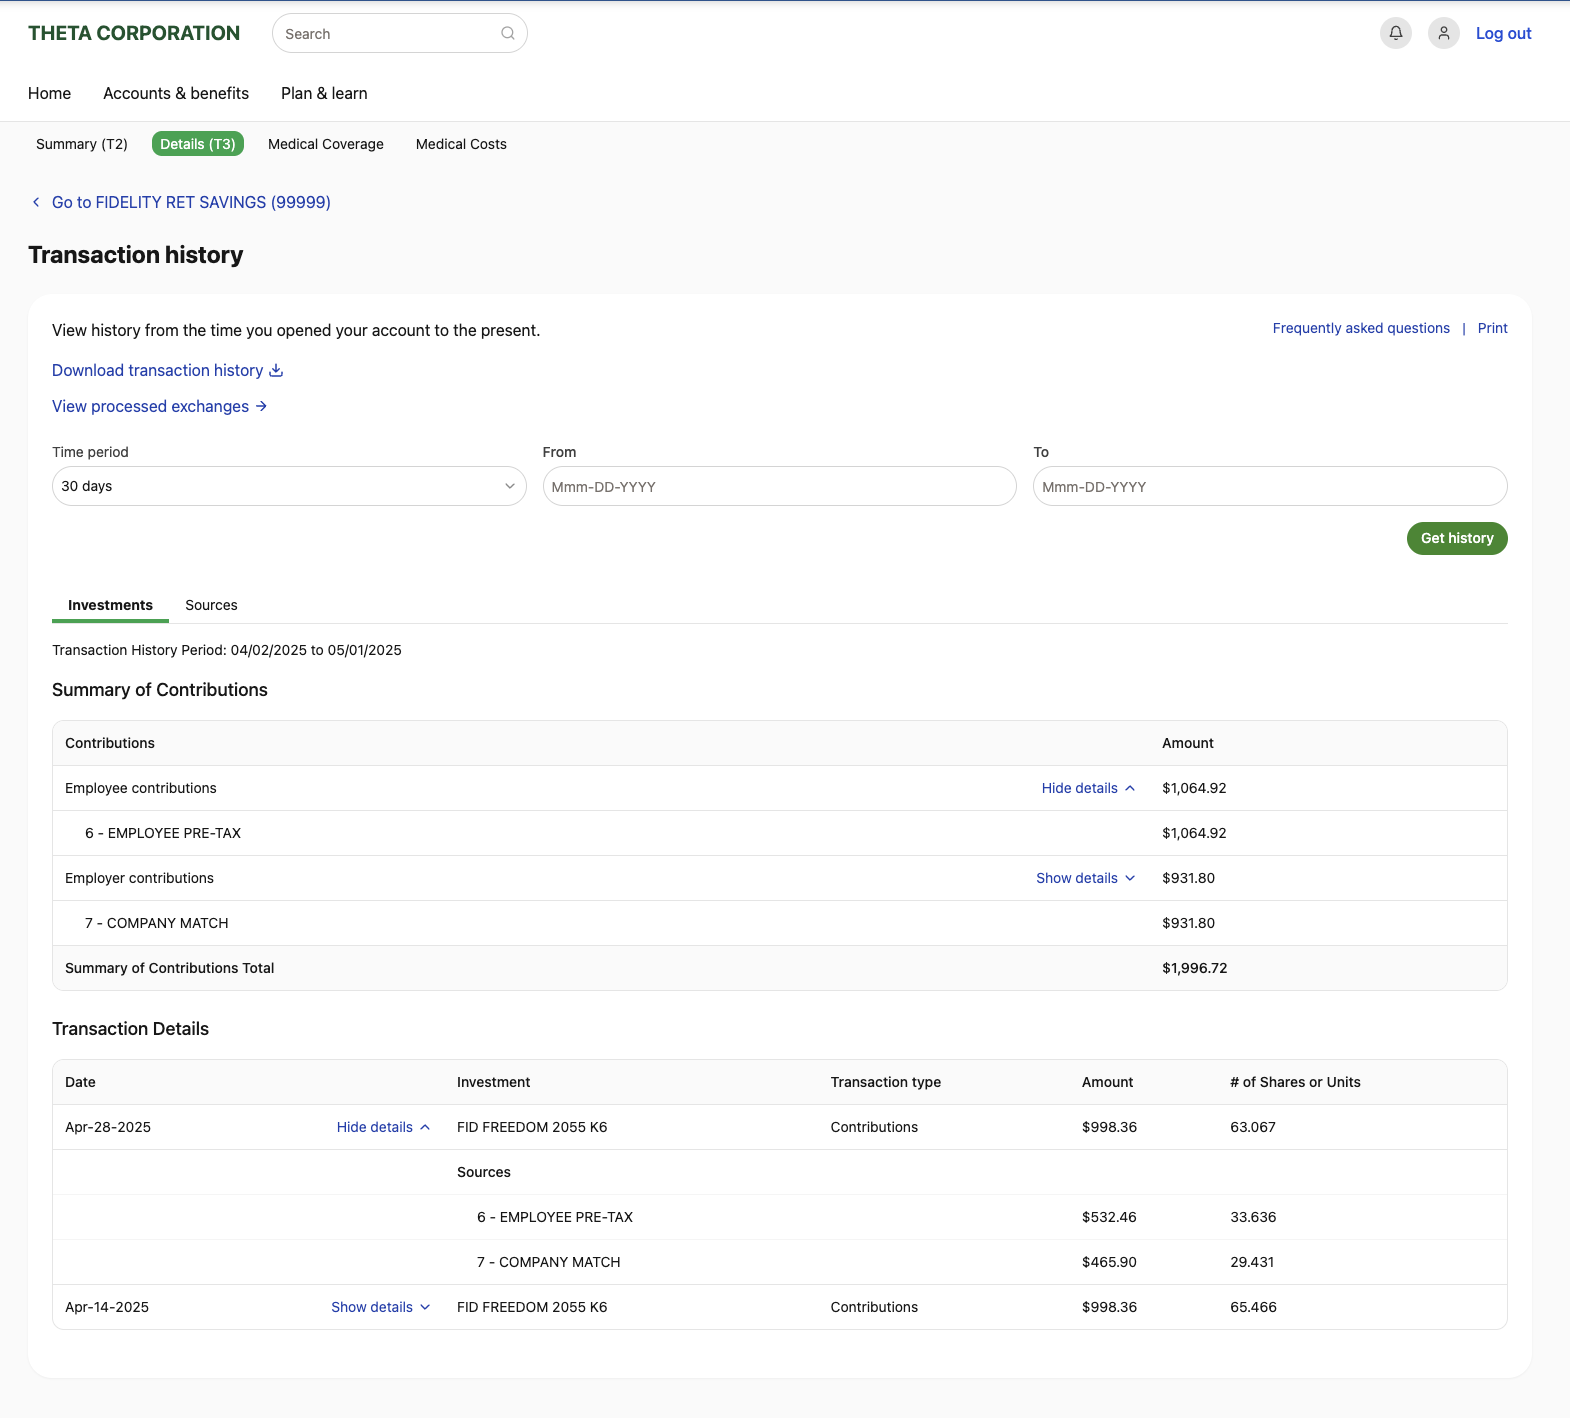 THETA CORPORATION
Search
Log out
Home
Accounts & benefits
Plan & learn
Summary (T2)
Details (T3)
Medical Coverage
Medical Costs
Go to FIDELITY RET SAVINGS (99999)
Transaction history
View history from the time you opened your account to the present.
Frequently asked questions | Print
Download transaction history
View processed exchanges
Time period
From
To
30 days
Mmm-DD-YYYY
Mmm-DD-YYYY
Get history
Investments
Sources
Transaction History Period: 04/02/2025 to 05/01/2025
Summary of Contributions
Contributions Amount
Employee contributions Hide details $1,064.92
6 - EMPLOYEE PRE-TAX $1,064.92
Employer contributions Show details $931.80
7 - COMPANY MATCH $931.80
Summary of Contributions Total $1,996.72
Transaction Details
Date Investment Transaction type Amount # of Shares or Units
Apr-28-2025 Hide details FID FREEDOM 2055 K6 Contributions $998.36 63.067
Sources
6 - EMPLOYEE PRE-TAX $532.46 33.636
7 - COMPANY MATCH $465.90 29.431
Apr-14-2025 Show details FID FREEDOM 2055 K6 Contributions $998.36 65.466